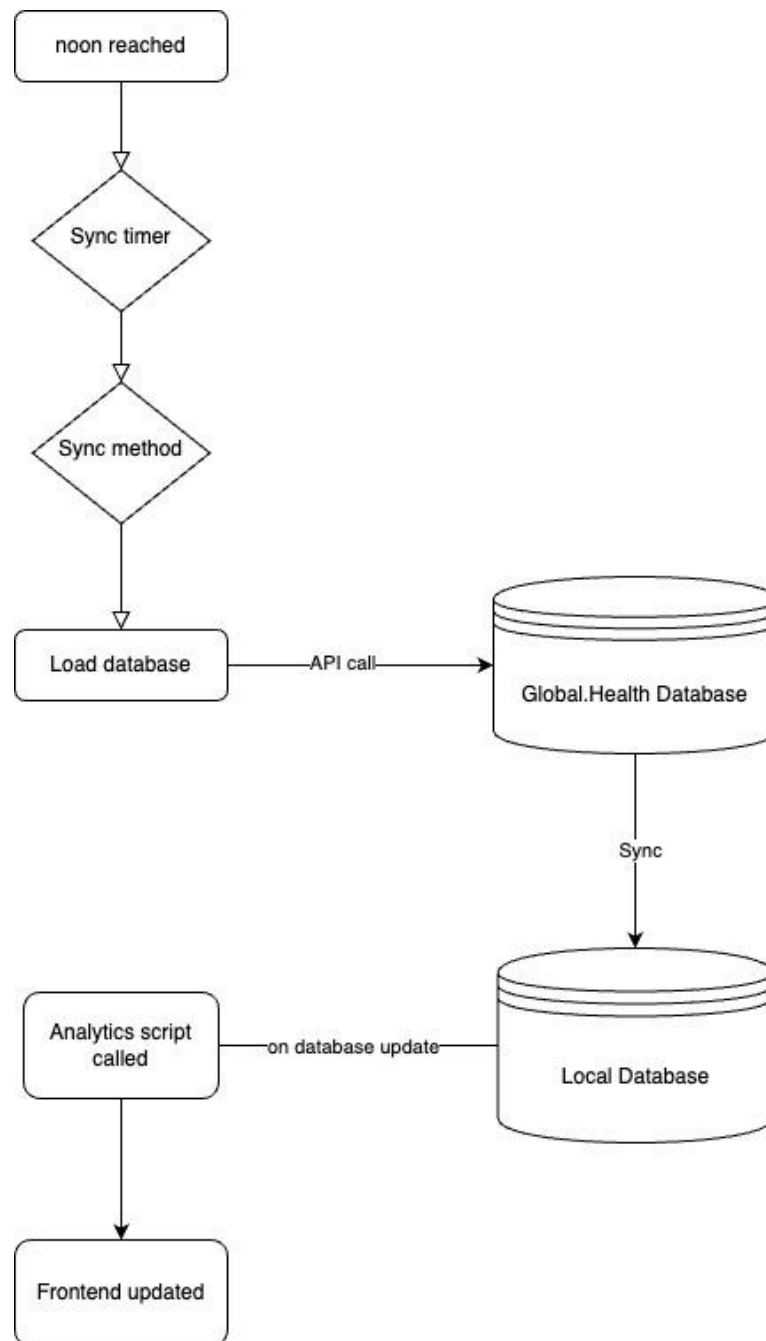 noon reached
Sync timer
Sync method
Load database
API call
Global.Health Database
Sync
Local Database
on database update
Analytics script
called
Frontend updated